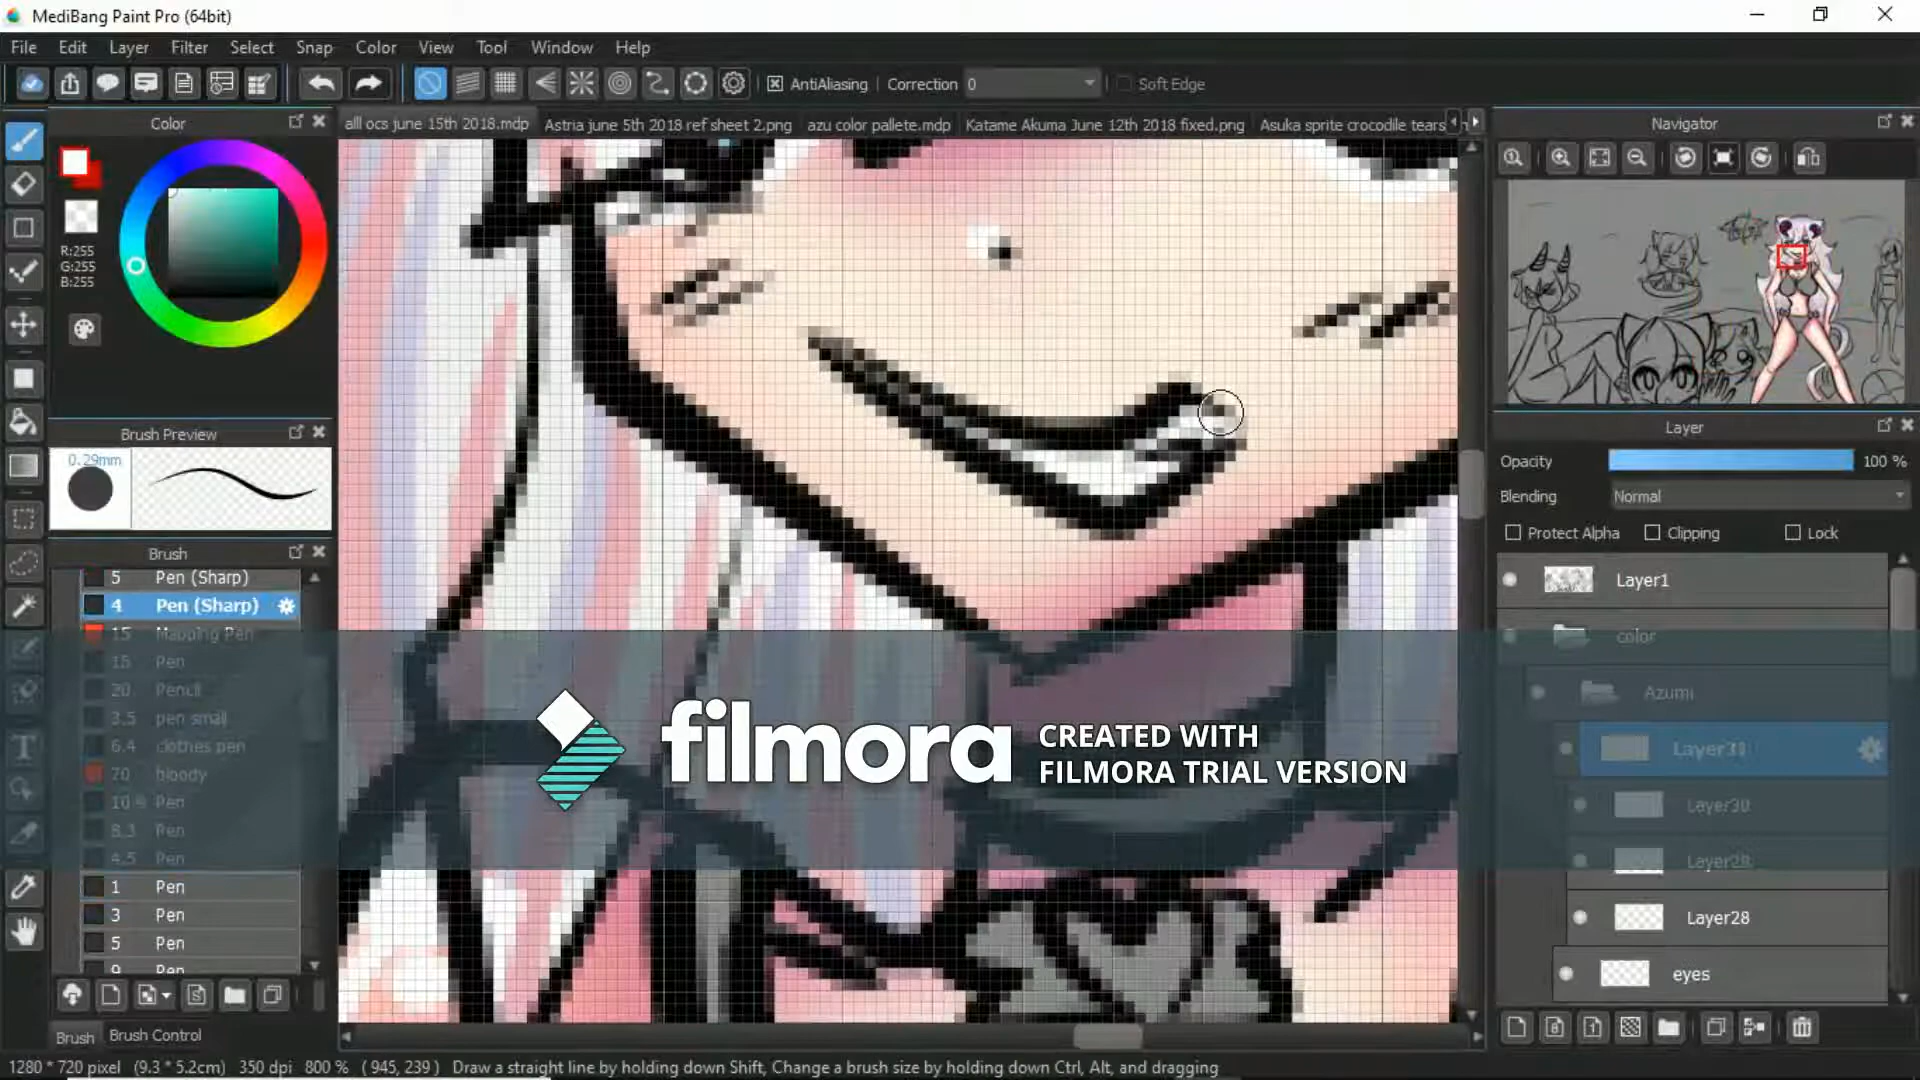 MediBang Paint Pro (64bit)
File Edit Layer Filter Select Snap Color View Tool Window Help
AntiAliasing Correction 0 Soft Edge
Color
alll ocs june 15th 2018.mdp Astria june 5th 2018 ref sheet 2.png azu color pallete.mdp Katame Akuma June 12th 2018 fixed.png Asuka sprite crocodile tears
Navigator
R:255
G:255
B:255
Brush Preview
0.29mm
Layer
Opacity 100 %
Blending Normal
Protect Alpha Clipping Lock
Brush
5 Pen (Sharp)
4 Pen (Sharp)
15 Mapping Pen
15 Pen
20 Pencil
3.5 pen small
6.4 clothes pen
70 bloody
10 Pen
8.3 Pen
4.5 Pen
1 Pen
3 Pen
5 Pen
9 Pen
Layer1
color
Azumi
Layer31
Layer30
Layer29
Layer28
eyes
filmora
CREATED WITH
FILMORA TRIAL VERSION
Brush Brush Control
1280 * 720 pixel (9.3 * 5.2cm) 350 dpi 800 % ( 945, 239 ) Draw a straight line by holding down Shift, Change a brush size by holding down Ctrl, Alt, and dragging